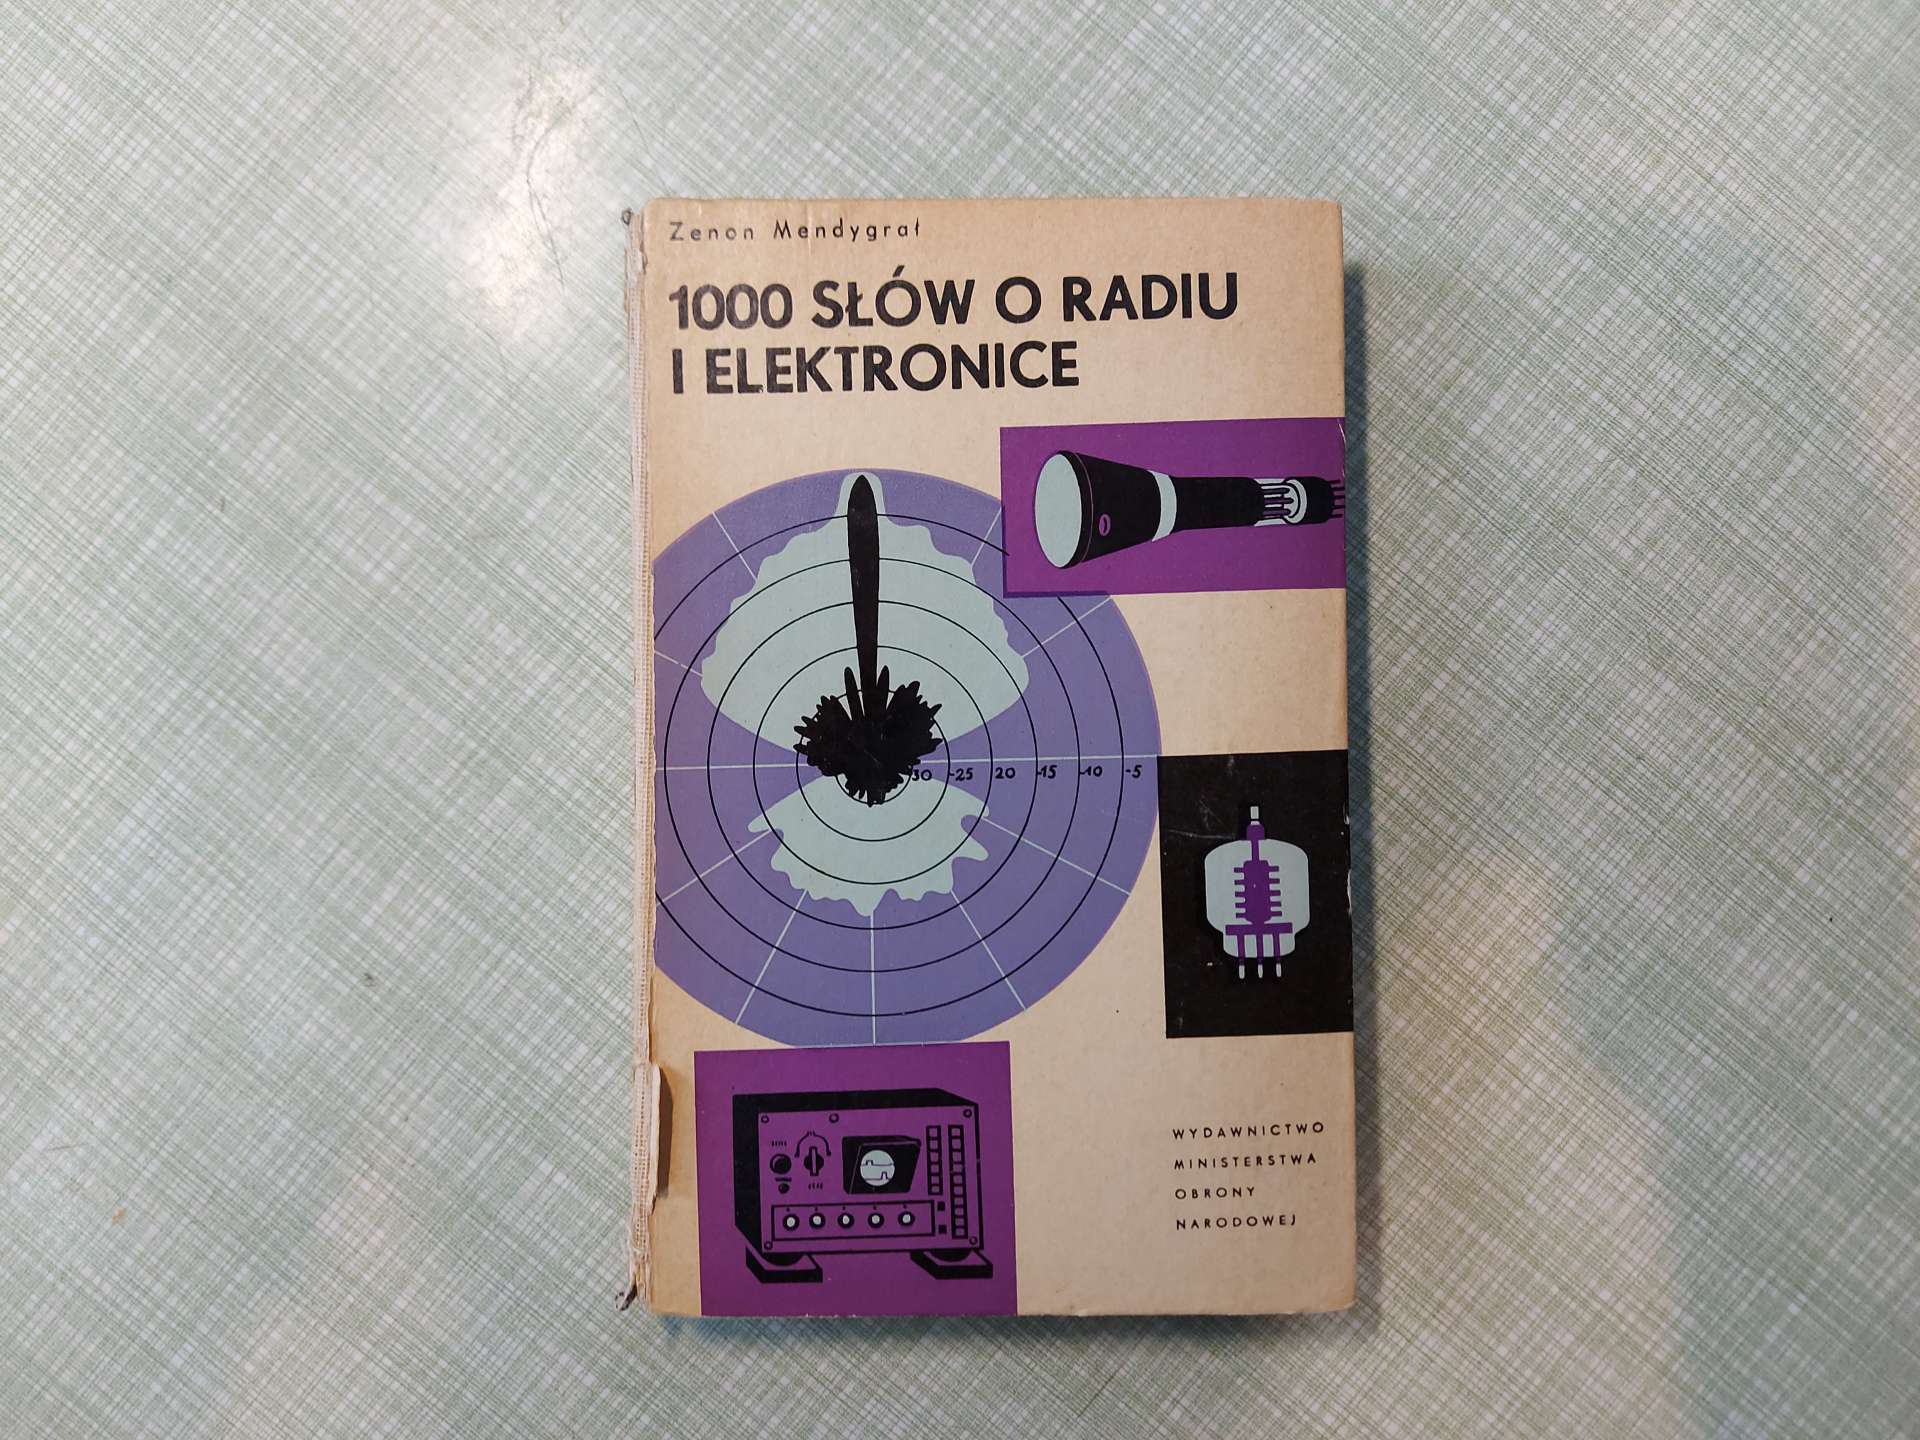 Zenon Mendygrał
1000 SŁÓW O RADIU
I ELEKTRONICE
30 -25 20 -15 -10 -5
WYDAWNICTWO
MINISTERSTWA
OBRONY
NARODOWEJ